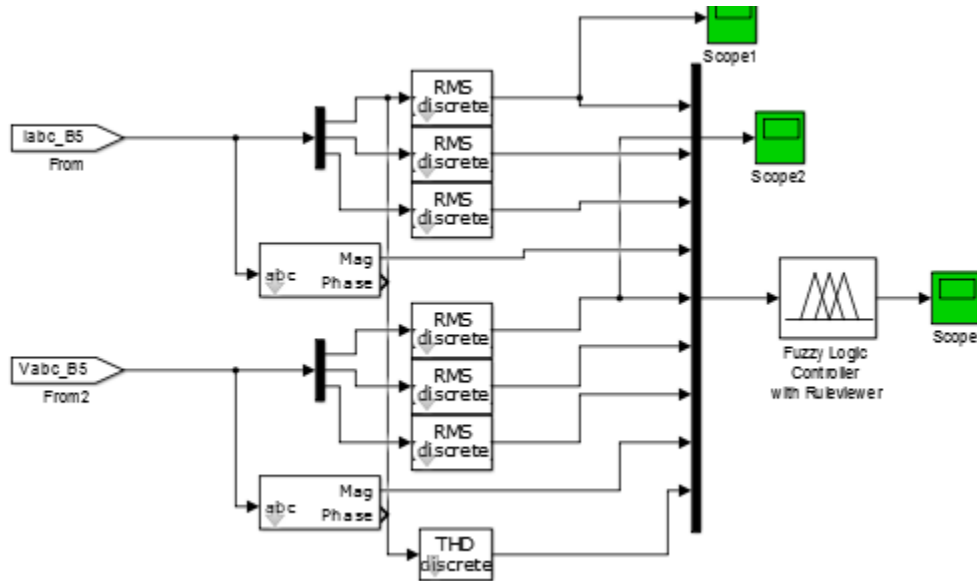 Scope1
RMS
discrete
Iabc_B5
From
RMS
discrete
Scope2
RMS
discrete
Mag
abc
Phase
RMS
discrete
Scope
Vabc_B5
From2
RMS
discrete
Fuzzy Logic
Controller
with Ruleviewer
RMS
discrete
Mag
abc
Phase
THD
discrete